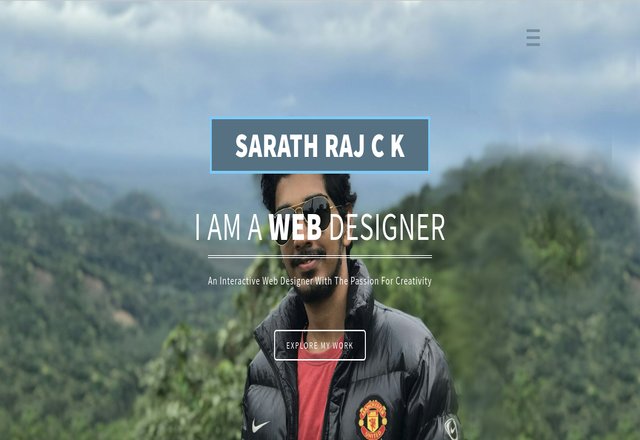 SARATH RAJ C K
I AM A WEB DESIGNER
An Interactive Web Designer With The Passion For Creativity
EXPLORE MY WORK